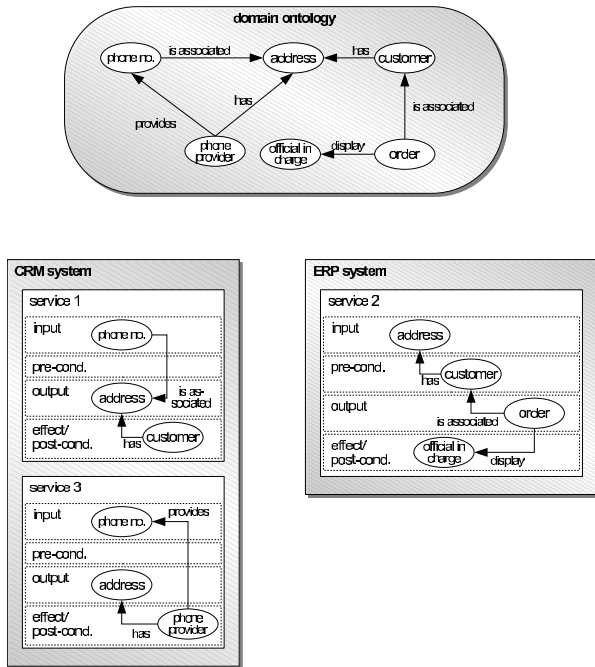 domain ontology
phone no.
is associated
address
has
customer
provides
has
is associated
phone
provider
official in
charge
display
order
CRM system
service 1
input
phone no.
pre-cond.
output
address
is as-
sociated
effect/
post-cond.
has
customer
service 3
input
phone no.
provides
pre-cond.
output
address
effect/
post-cond.
has
phone
provider
ERP system
service 2
input
address
pre-cond.
has
customer
output
is associated
order
effect/
post-cond.
official in
charge
display